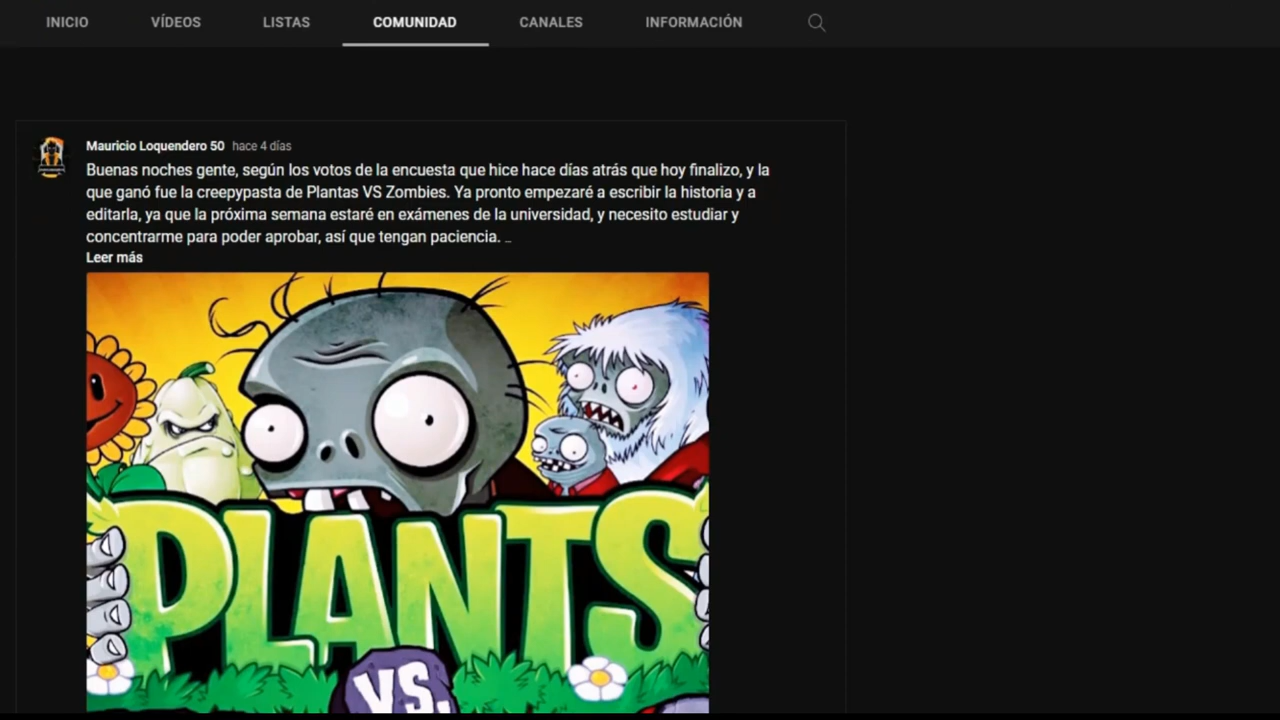 INICIO VÍDEOS LISTAS COMUNIDAD CANALES INFORMACIÓN
Mauricio Loquendero 50 hace 4 días
Buenas noches gente, según los votos de la encuesta que hice hace días atrás que hoy finalizo, y la
que ganó fue la creepypasta de Plantas VS Zombies. Ya pronto empezaré a escribir la historia y a
editarla, ya que la próxima semana estaré en exámenes de la universidad, y necesito estudiar y
concentrarme para poder aprobar, así que tengan paciencia. ...
Leer más
PLANTS
VS.